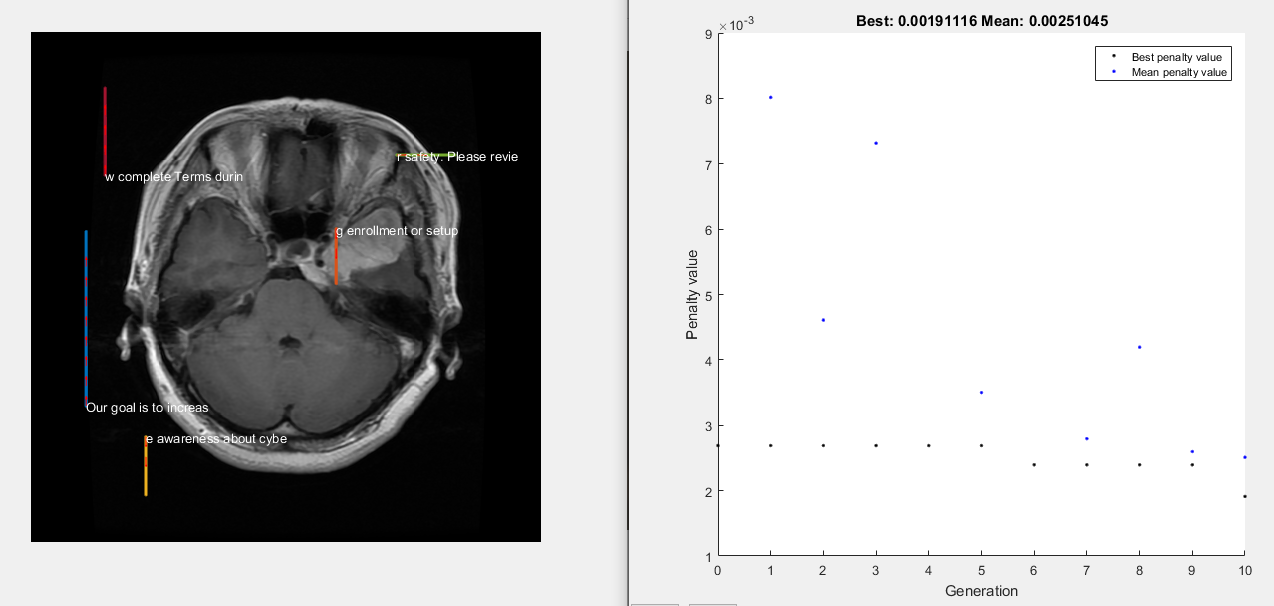 r safety. Please revie
w complete Terms durin
g enrollment or setup
Our goal is to increas
e awareness about cybe
Best: 0.00191116 Mean: 0.00251045
×10-3
Best penalty value
Mean penalty value
9
8
7
6
5
4
3
2
1
Penalty value
0 1 2 3 4 5 6 7 8 9 10
Generation